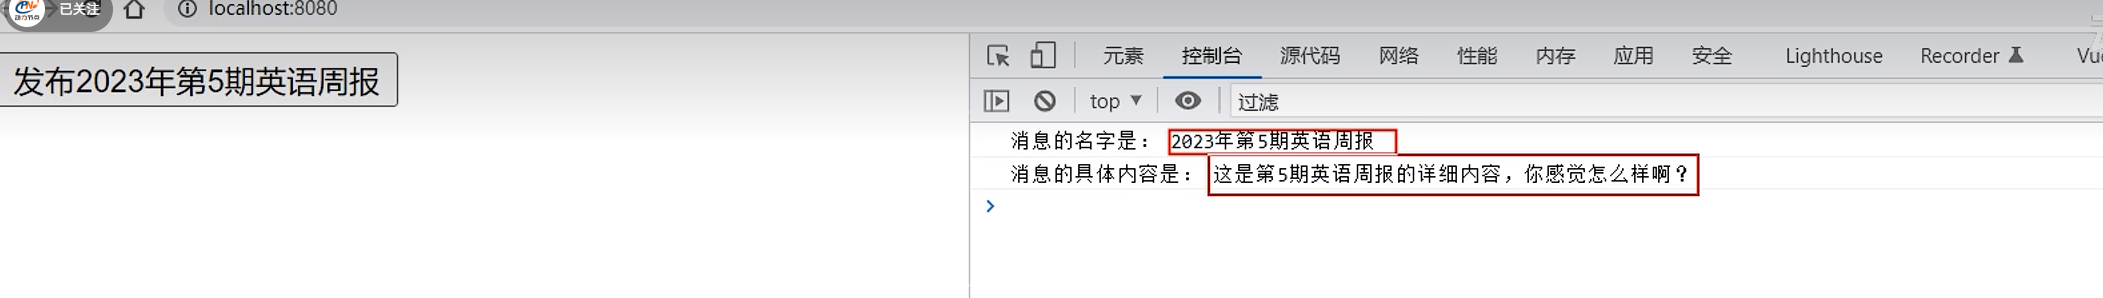 动力节点
已关注
localhost:8080
发布2023年第5期英语周报
元素 控制台 源代码 网络 性能 内存 应用 安全 Lighthouse Recorder
top 过滤
消息的名字是： 2023年第5期英语周报
消息的具体内容是： 这是第5期英语周报的详细内容，你感觉怎么样啊？